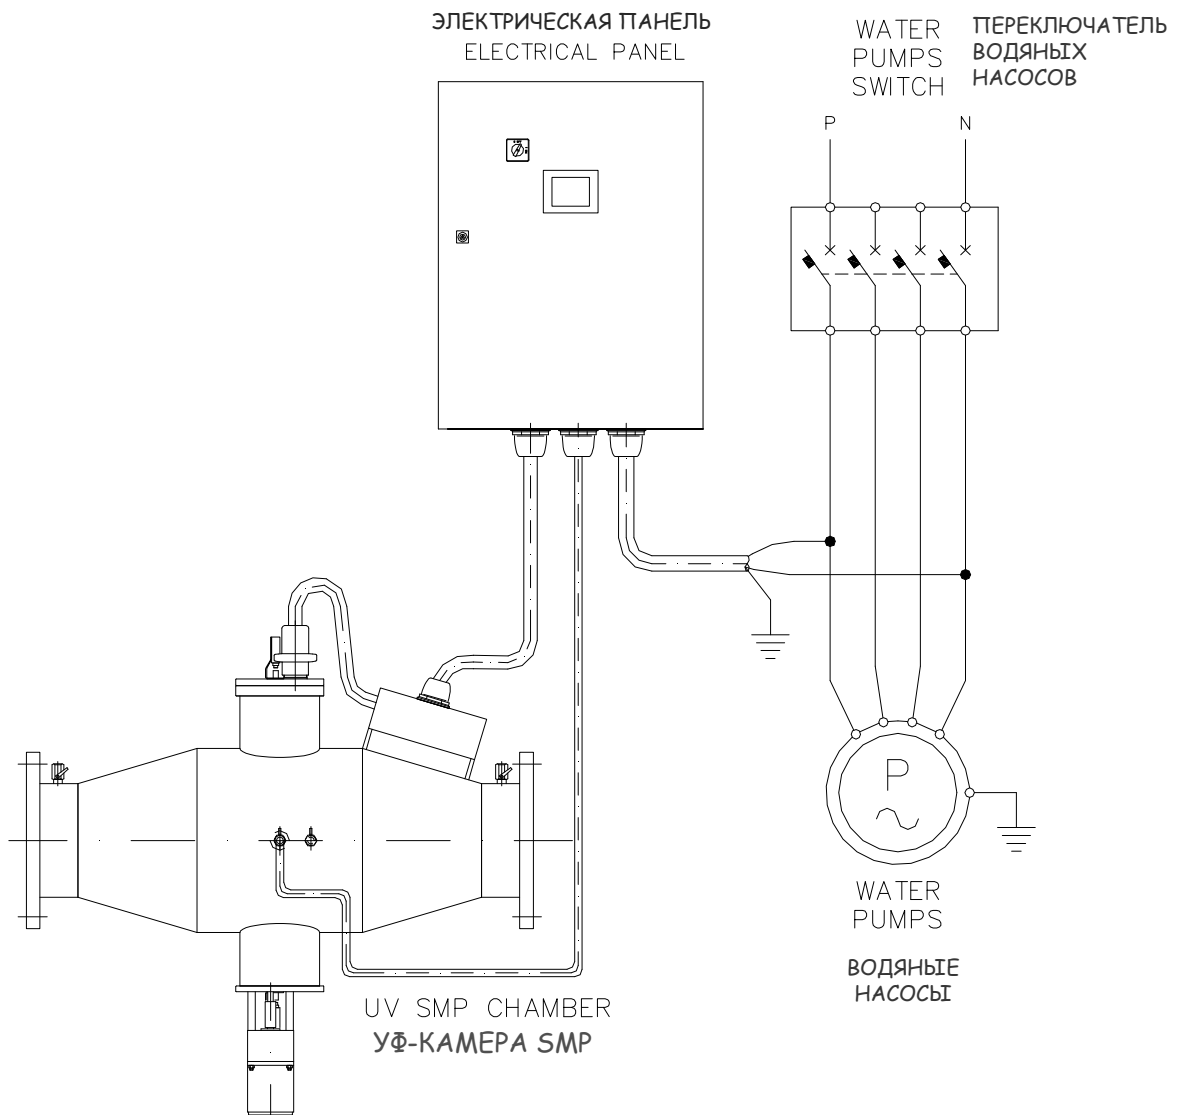 ЭЛЕКТРИЧЕСКАЯ ПАНЕЛЬ
ELECTRICAL PANEL
WATER
PUMPS
SWITCH
ПЕРЕКЛЮЧАТЕЛЬ
ВОДЯНЫХ
НАСОСОВ
P
N
P
WATER
PUMPS
ВОДЯНЫЕ
НАСОСЫ
UV SMP CHAMBER
УФ-КАМЕРА SMP